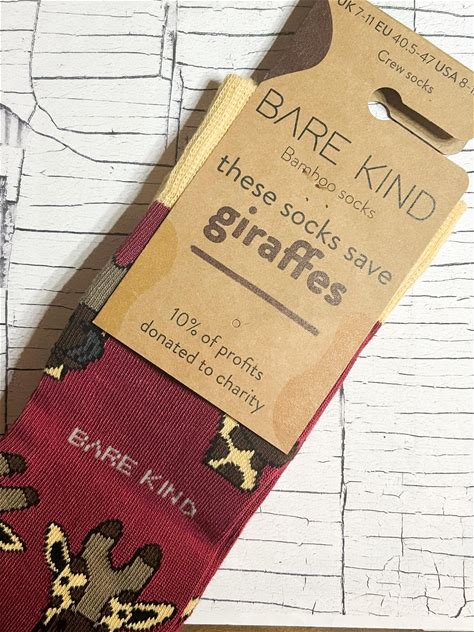 UK 7-11 EU 40.5-47 USA 8-
Crew socks
BARE KIND
Bamboo socks
these socks save
giraffes
10% of profits
donated to charity
BARE KIND